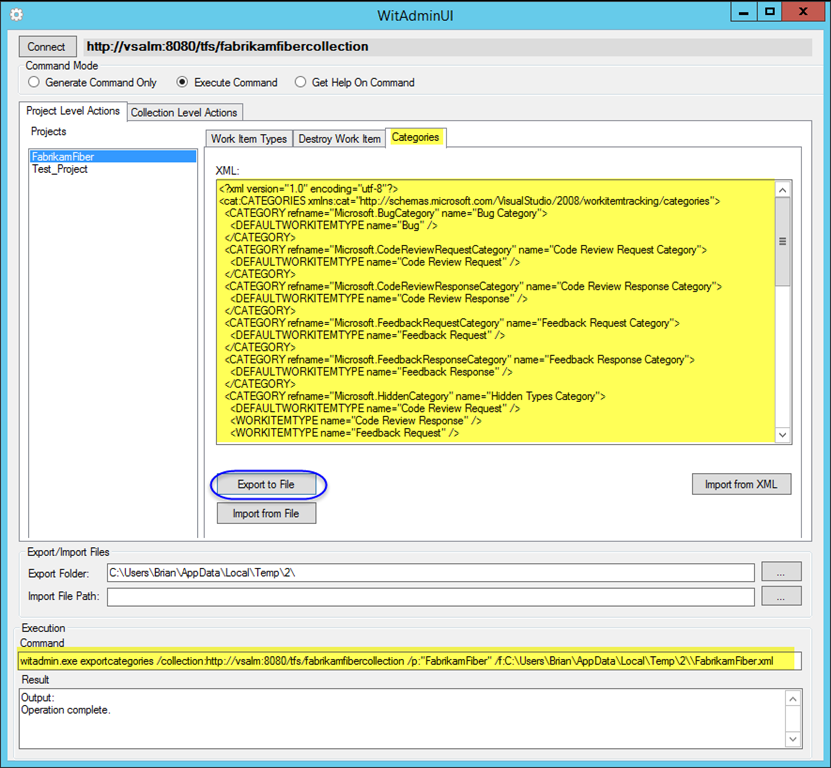 WitAdminUI
Connect http://vsalm:8080/tfs/fabrikamfibercollection
Command Mode
Generate Command Only Execute Command Get Help On Command
Project Level Actions Collection Level Actions
Projects
FabrikamFiber
Test_Project
Work Item Types Destroy Work Item Categories
XML:
<?xml version="1.0" encoding="utf-8"?>
<cat:CATEGORIES xmlns:cat="http://schemas.microsoft.com/VisualStudio/2008/workitemtracking/categories">
<CATEGORY refname="Microsoft.BugCategory" name="Bug Category">
<DEFAULTWORKITEMTYPE name="Bug" />
</CATEGORY>
<CATEGORY refname="Microsoft.CodeReviewRequestCategory" name="Code Review Request Category">
<DEFAULTWORKITEMTYPE name="Code Review Request" />
</CATEGORY>
<CATEGORY refname="Microsoft.CodeReviewResponseCategory" name="Code Review Response Category">
<DEFAULTWORKITEMTYPE name="Code Review Response" />
</CATEGORY>
<CATEGORY refname="Microsoft.FeedbackRequestCategory" name="Feedback Request Category">
<DEFAULTWORKITEMTYPE name="Feedback Request" />
</CATEGORY>
<CATEGORY refname="Microsoft.FeedbackResponseCategory" name="Feedback Response Category">
<DEFAULTWORKITEMTYPE name="Feedback Response" />
</CATEGORY>
<CATEGORY refname="Microsoft.HiddenCategory" name="Hidden Types Category">
<DEFAULTWORKITEMTYPE name="Code Review Request" />
<WORKITEMTYPE name="Code Review Response" />
<WORKITEMTYPE name="Feedback Request" />
Export to File Import from XML
Import from File
Export/Import Files
Export Folder: C:\Users\Brian\AppData\Local\Temp\2\ ...
Import File Path: ...
Execution
Command
witadmin.exe exportcategories /collection:http://vsalm:8080/tfs/fabrikamfibercollection /p:"FabrikamFiber" /f:C:\Users\Brian\AppData\Local\Temp\2\\FabrikamFiber.xml
Result
Output:
Operation complete.